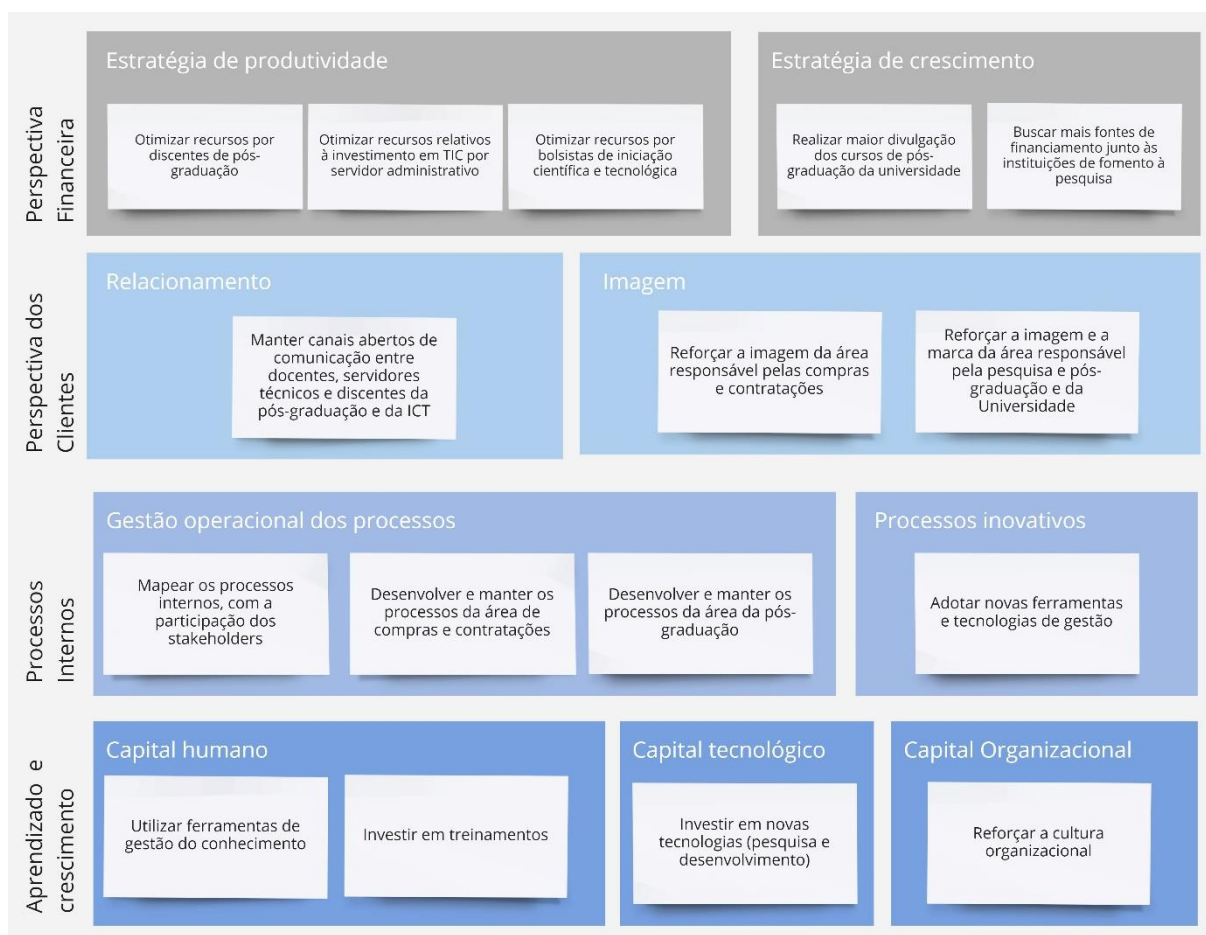 Perspectiva
Financeira
Estratégia de produtividade
Otimizar recursos por
discentes de pós-
graduação
Otimizar recursos relativos
à investimento em TIC por
servidor administrativo
Otimizar recursos por
bolsistas de iniciação
científica e tecnológica
Estratégia de crescimento
Realizar maior divulgação
dos cursos de pós-
graduação da universidade
Buscar mais fontes de
financiamento junto às
instituições de fomento à
pesquisa
Perspectiva dos
Clientes
Relacionamento
Manter canais abertos de
comunicação entre
docentes, servidores
técnicos e discentes da
pós-graduação e da ICT
Imagem
Reforçar a imagem da área
responsável pelas compras
e contratações
Reforçar a imagem e a
marca da área responsável
pela pesquisa e pós-
graduação e da
Universidade
Processos
Internos
Gestão operacional dos processos
Mapear os processos
internos, com a
participação dos
stakeholders
Desenvolver e manter os
processos da área de
compras e contratações
Desenvolver e manter os
processos da área da pós-
graduação
Processos inovativos
Adotar novas ferramentas
e tecnologias de gestão
Aprendizado e
crescimento
Capital humano
Utilizar ferramentas de
gestão do conhecimento
Investir em treinamentos
Capital tecnológico
Investir em novas
tecnologias (pesquisa e
desenvolvimento)
Capital Organizacional
Reforçar a cultura
organizacional